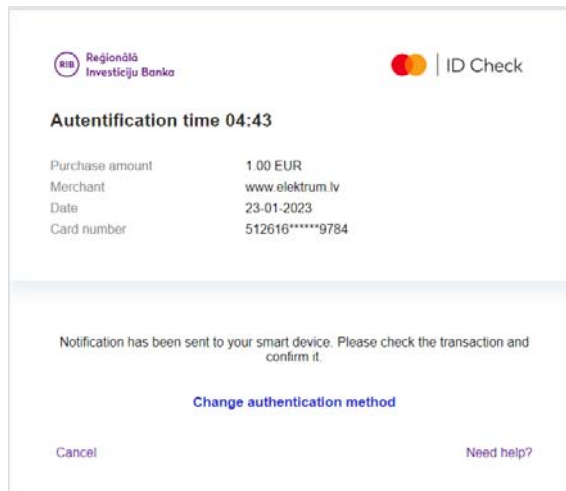 RIB
Reģionālā
Investīciju Banka
ID Check
Autentification time 04:43
Purchase amount 1.00 EUR
Merchant www.elektrum.lv
Date 23-01-2023
Card number 512616******9784
Notification has been sent to your smart device. Please check the transaction and
confirm it.
Change authentication method
Cancel Need help?